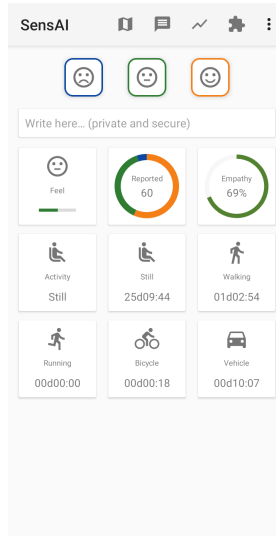 SensAI
Write here... (private and secure)
Feel
Reported
60
Empathy
69%
Activity
Still
Still
25d09:44
Walking
01d02:54
Running
00d00:00
Bicycle
00d00:18
Vehicle
00d10:07